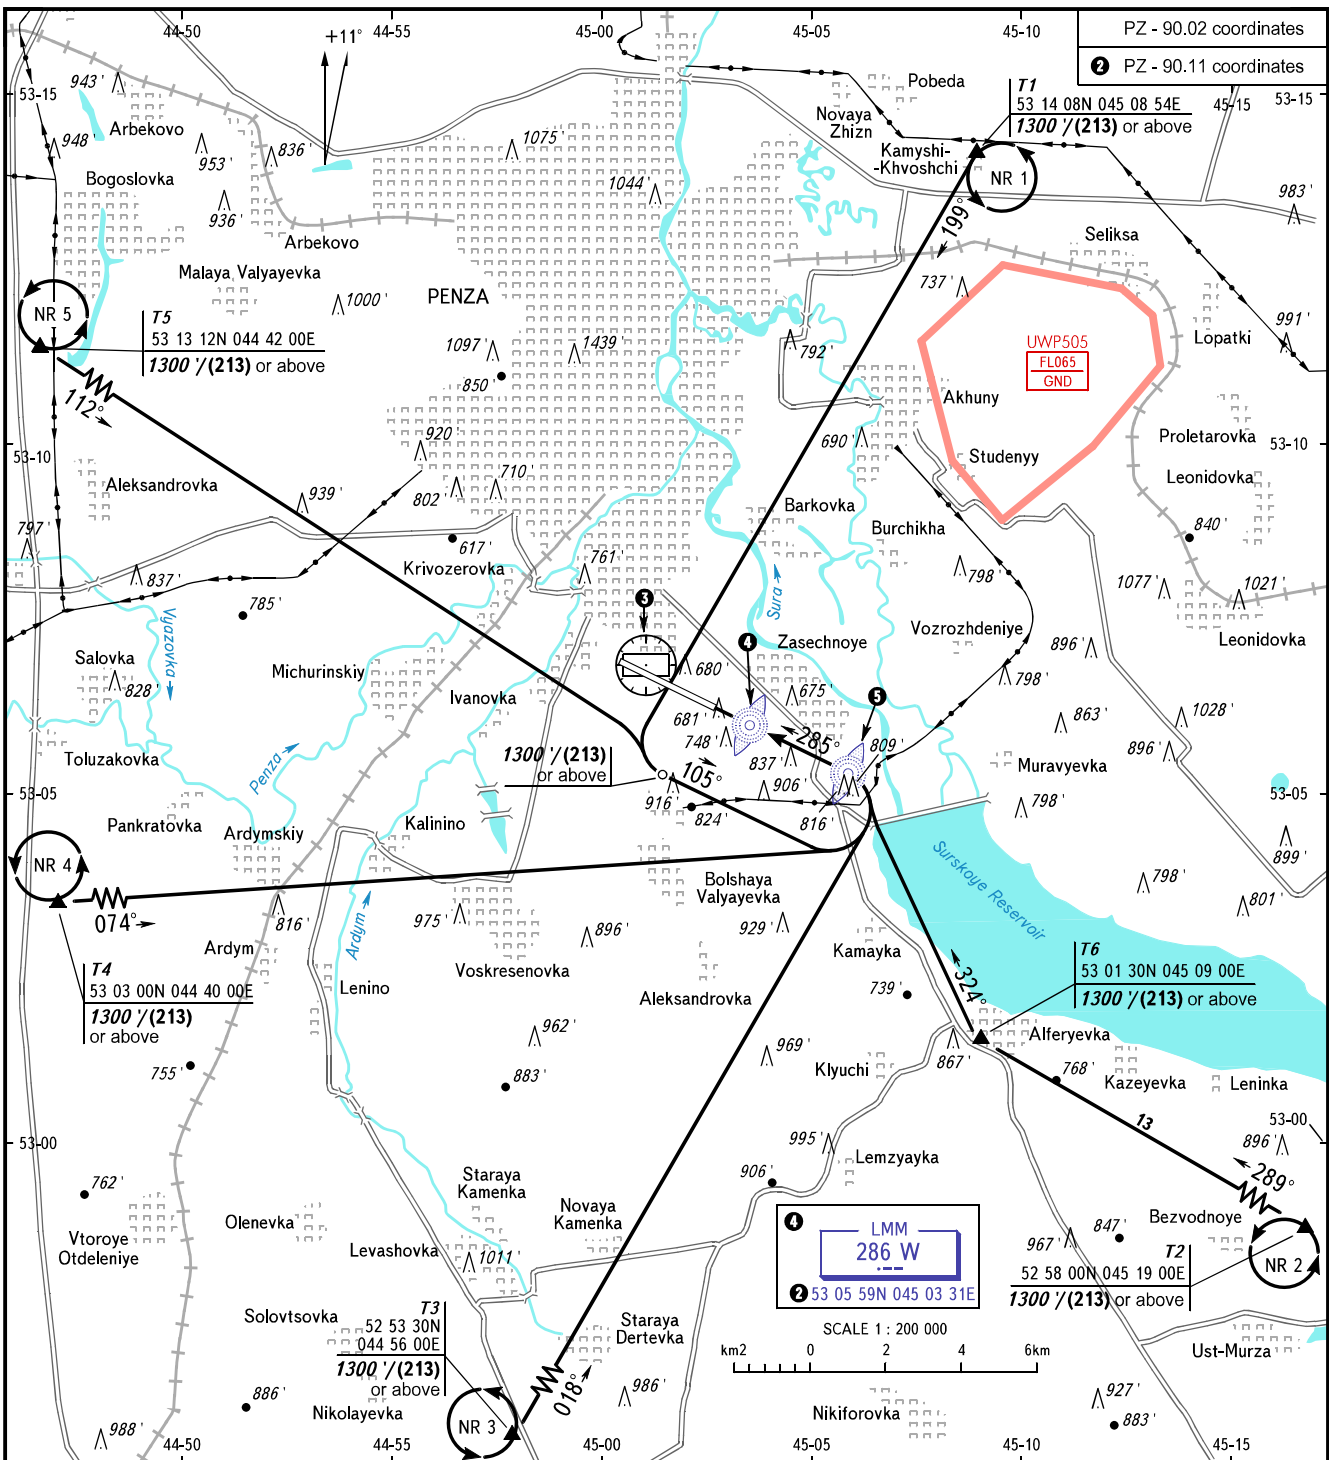 44-50
44-55
45-00
45-05
45-10
PZ - 90.02 coordinates
2 PZ - 90.11 coordinates
+11°
943'
53-15
Arbekovo
948'
953'
836'
1075'
Pobeda
Novaya
Zhizn
Kamyshi-
-Khvoshchi
T1
53 14 08N 045 08 54E
1300 '/(213) or above
45-15
53-15
NR 1
Bogoslovka
936'
1044'
983'
199°
Arbekovo
Seliksa
Malaya Valyayevka
737'
NR 5
T5
53 13 12N 044 42 00E
1300 '/(213) or above
1000'
PENZA
991'
Lopatki
UWP505
FL065
GND
792'
1097'
1439'
850'
112°
Akhuny
920
690'
Proletarovka
53-10
53-10
Studenyy
Leonidovka
Aleksandrovka
939'
802'
710'
Barkovka
Burchikha
840'
797'
617'
Krivozerovka
761'
837'
798'
1077'
1021'
785'
3
Sura
Vyazovka
4
Zasechnoye
Vozrozhdeniye
Leonidovka
896'
Salovka
828'
Michurinskiy
Ivanovka
680'
675'
5
798'
681'
748'
285°
809'
863'
1028'
Toluzakovka
1300 '/(213)
or above
837'
896'
Penza
105°
Muravyevka
916'
824'
906'
816'
798'
53-05
53-05
Pankratovka
Ardymskiy
Kalinino
NR 4
899'
Surskoye Reservoir
Bolshaya
Valyayevka
798'
801'
074°
816'
975'
Ardym
896'
929'
Ardym
Kamayka
T4
53 03 00N 044 40 00E
1300 '/(213)
or above
Lenino
Voskresenovka
Aleksandrovka
739'
324°
T6
53 01 30N 045 09 00E
1300 '/(213) or above
962'
969'
Alferyevka
867'
755'
883'
Klyuchi
768'
Kazeyevka
Leninka
13
53-00
53-00
995'
896'
906'
Lemzyayka
289°
762'
Staraya
Kamenka
Novaya
Kamenka
Olenevka
Vtoroye
Otdeleniye
4
LMM
286 W
2 53 05 59N 045 03 31E
847'
Bezvodnoye
Levashovka
1011'
967'
T2
52 58 00N 045 19 00E
1300 '/(213) or above
NR 2
T3
52 53 30N
044 56 00E
1300 '/(213)
or above
Solovtsovka
Staraya
Dertevka
SCALE 1 : 200 000
km2 0 2 4 6km
Ust-Murza
886'
018°
986'
927'
988'
Nikolayevka
NR 3
Nikiforovka
883'
44-50
44-55
45-00
45-05
45-10
45-15